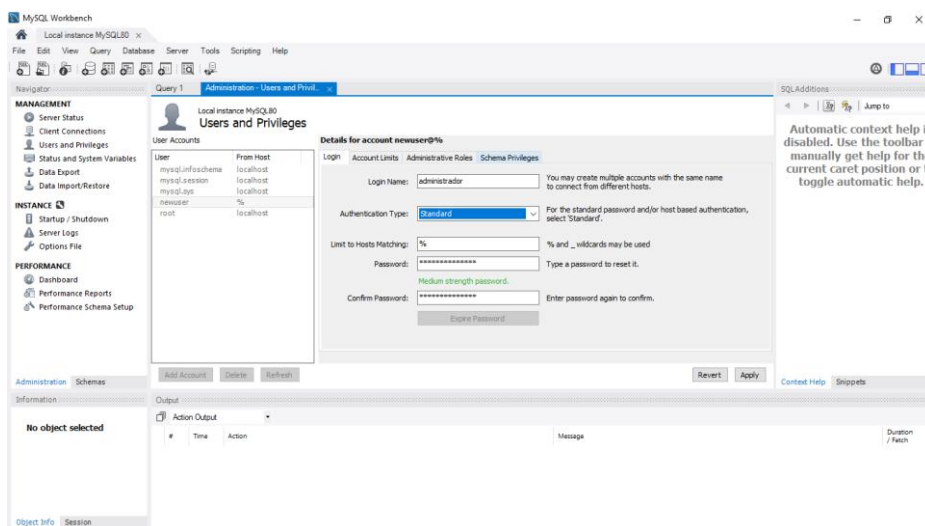 MySQL Workbench
Local instance MySQL80
File Edit View Query Database Server Tools Scripting Help
Navigator
MANAGEMENT
Server Status
Client Connections
Users and Privileges
Status and System Variables
Data Export
Data Import/Restore
INSTANCE
Startup / Shutdown
Server Logs
Options File
PERFORMANCE
Dashboard
Performance Reports
Performance Schema Setup
Administration Schemas
Query 1 Administration - Users and Privil...
Local instance MySQL80
Users and Privileges
User Accounts
User From Host
mysql.infoschema localhost
mysql.session localhost
mysql.sys localhost
newuser %
root localhost
Add Account Delete Refresh
Details for account newuser@%
Login Account Limits Administrative Roles Schema Privileges
Login Name: administrador You may create multiple accounts with the same name
to connect from different hosts.
Authentication Type: Standard For the standard password and/or host based authentication,
select 'Standard'.
Limit to Hosts Matching: % % and _ wildcards may be used
Password: ************** Type a password to reset it.
Medium strength password.
Confirm Password: ************** Enter password again to confirm.
Expire Password
Revert Apply
SQLAdditions
Jump to
Automatic context help i
disabled. Use the toolbar
manually get help for th
current caret position or
toggle automatic help.
Context Help Snippets
Information
No object selected
Object Info Session
Output
Action Output
# Time Action Message Duration
/ Fetch